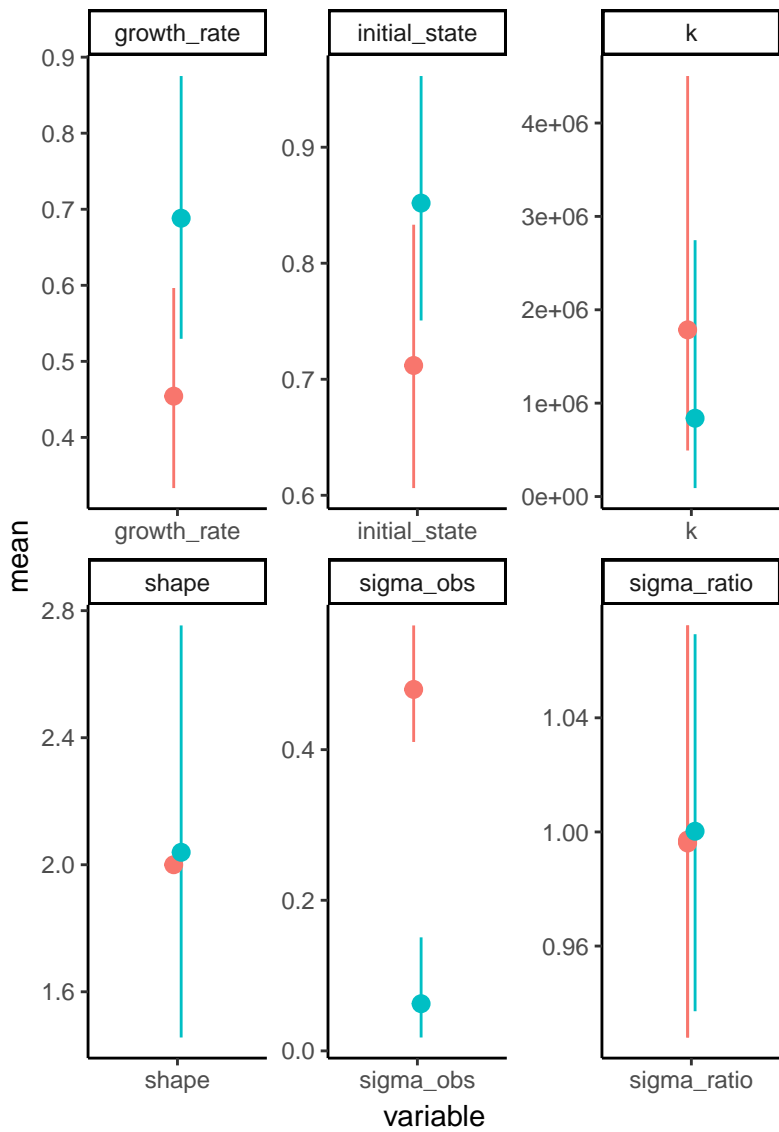 growth_rate
initial_state
k
0.9
0.8
0.7
0.6
0.5
0.4
0.9
0.8
0.7
0.6
4e+06
3e+06
2e+06
1e+06
0e+00
growth_rate
initial_state
k
mean
shape
sigma_obs
sigma_ratio
2.8
2.4
2.0
1.6
0.4
0.2
0.0
1.04
1.00
0.96
shape
sigma_obs
sigma_ratio
variable